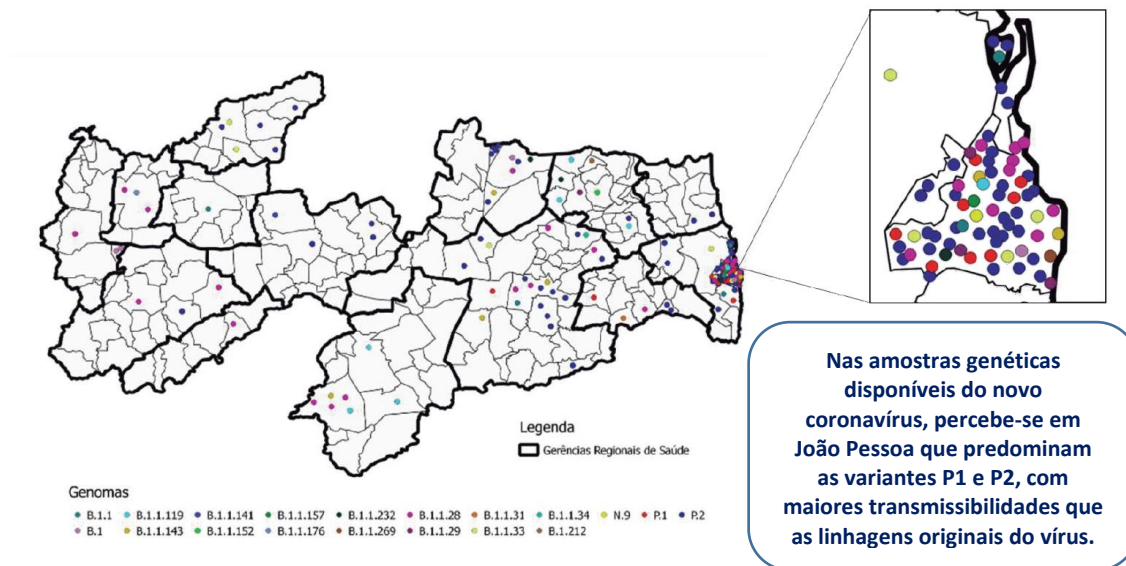 Nas amostras genéticas
disponíveis do novo
coronavírus, percebe-se em
João Pessoa que predominam
as variantes P1 e P2, com
maiores transmissibilidades que
as linhagens originais do vírus.
Legenda
Gerências Regionais de Saúde
Genomas
B.1.1 B.1.1.119 B.1.1.141 B.1.1.157 B.1.1.232 B.1.1.28 B.1.1.31 B.1.1.34 N.9 P.1 P.2
B.1 B.1.1.143 B.1.1.152 B.1.1.176 B.1.1.269 B.1.1.29 B.1.1.33 B.1.212